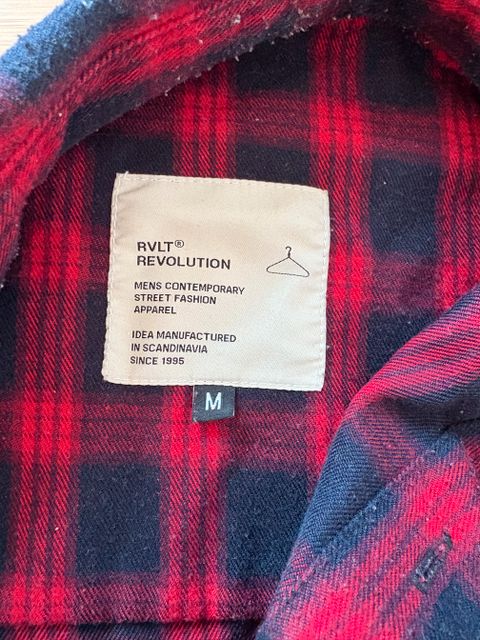 RVLT®
REVOLUTION
MENS CONTEMPORARY
STREET FASHION
APPAREL
IDEA MANUFACTURED
IN SCANDINAVIA
SINCE 1995
M